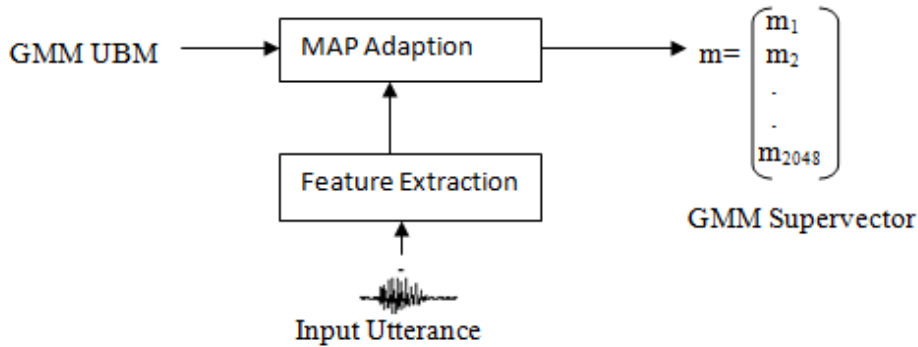 GMM UBM
MAP Adaption
m=
m1
m2
.
.
m2048
Feature Extraction
GMM Supervector
Input Utterance